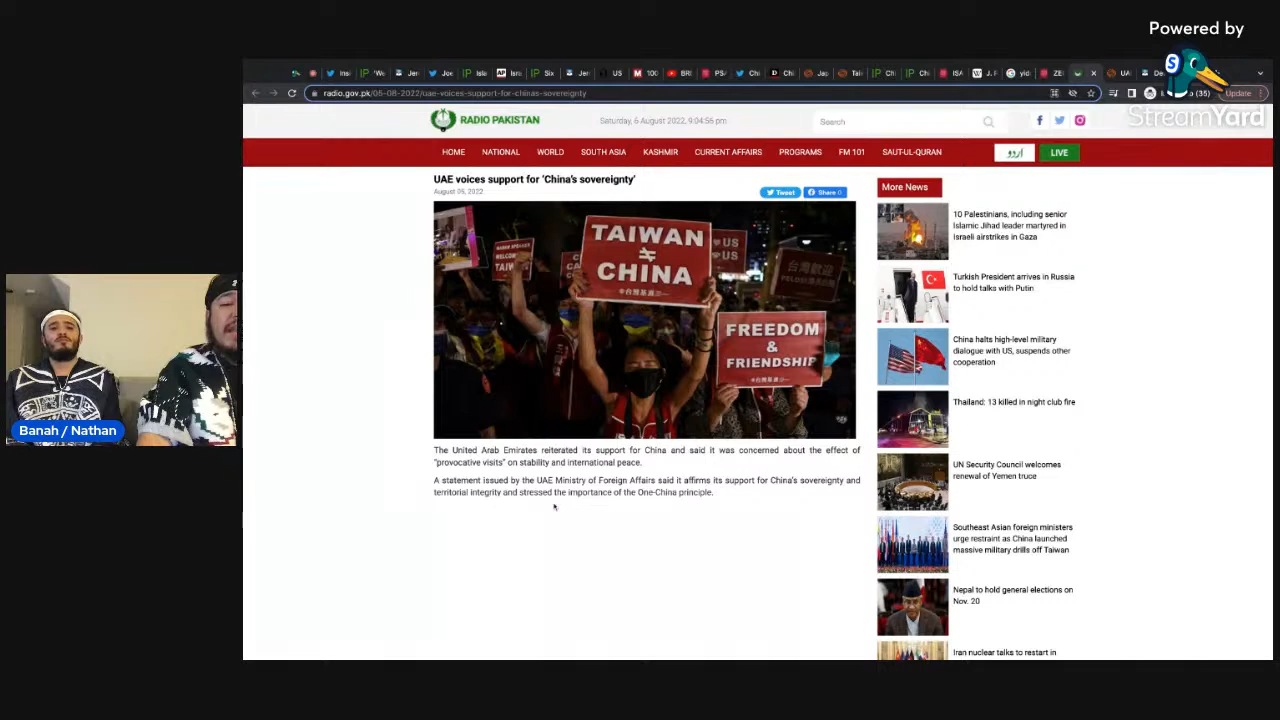 Powered by
StreamYard
radio.gov.pk/05-08-2022/uae-voices-support-for-chinas-sovereignty
Update
RADIO PAKISTAN
Saturday, 6 August 2022, 9:04:56 pm
Search
HOME NATIONAL WORLD SOUTH ASIA KASHMIR CURRENT AFFAIRS PROGRAMS FM 101 SAUT-UL-QURAN
اردو
LIVE
UAE voices support for 'China's sovereignty'
August 05, 2022
Tweet
Share 0
TAIWAN
≠
CHINA
FREEDOM
&
FRIENDSHIP
The United Arab Emirates reiterated its support for China and said it was concerned about the effect of
"provocative visits" on stability and international peace.
A statement issued by the UAE Ministry of Foreign Affairs said it affirms its support for China's sovereignty and
territorial integrity and stressed the importance of the One-China principle.
More News
10 Palestinians, including senior
Islamic Jihad leader martyred in
Israeli airstrikes in Gaza
Turkish President arrives in Russia
to hold talks with Putin
China halts high-level military
dialogue with US, suspends other
cooperation
Thailand: 13 killed in night club fire
UN Security Council welcomes
renewal of Yemen truce
Southeast Asian foreign ministers
urge restraint as China launched
massive military drills off Taiwan
Nepal to hold general elections on
Nov. 20
Iran nuclear talks to restart in
Banah / Nathan